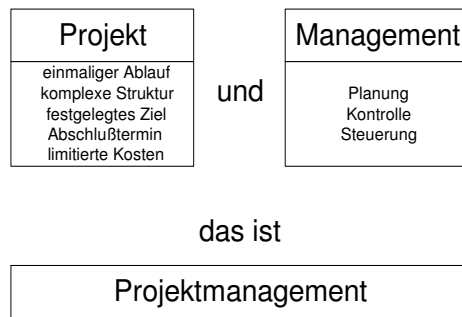 Projekt
einmaliger Ablauf
komplexe Struktur
festgelegtes Ziel
Abschlußtermin
limitierte Kosten
und
Management
Planung
Kontrolle
Steuerung
das ist
Projektmanagement